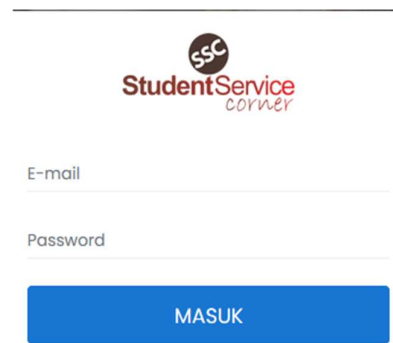 SSC
StudentService
corner
E-mail
Password
MASUK